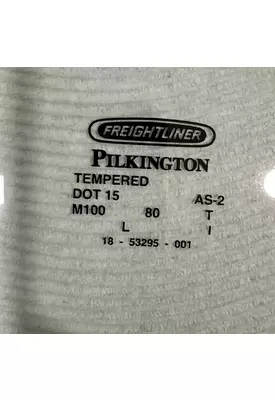 FREIGHTLINER
PILKINGTON
TEMPERED
DOT 15 AS-2
M100 80 T
L I
18 - 53295 - 001